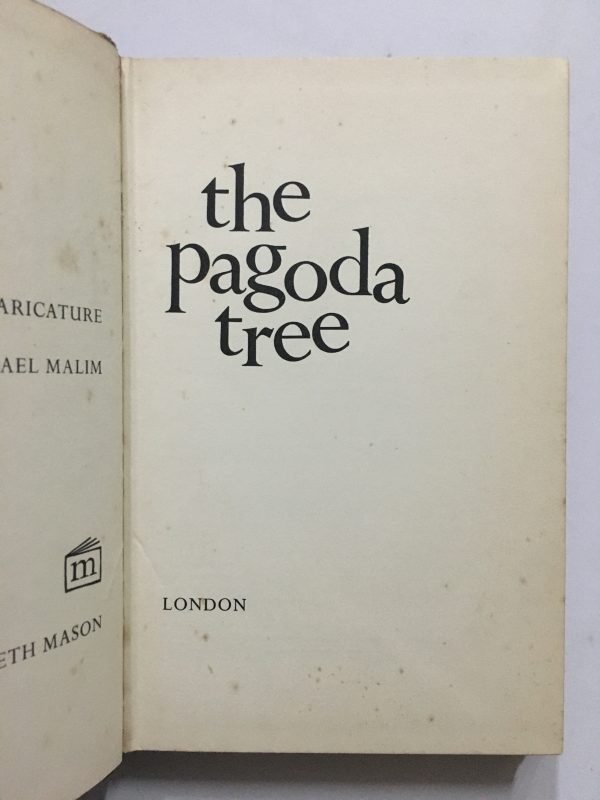 ARICATURE
AEL MALIM
m
ETH MASON
the
pagoda
tree
LONDON